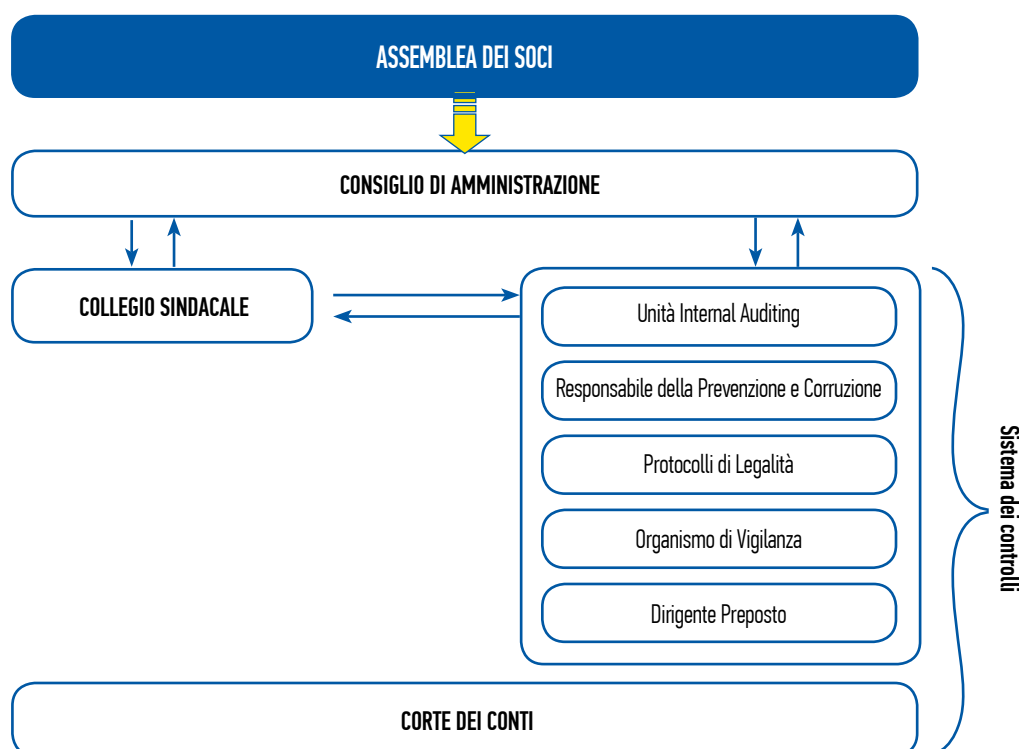 ASSEMBLEA DEI SOCI
CONSIGLIO DI AMMINISTRAZIONE
COLLEGIO SINDACALE
Unità Internal Auditing
Responsabile della Prevenzione e Corruzione
Protocolli di Legalità
Organismo di Vigilanza
Dirigente Preposto
Sistema dei controlli
CORTE DEI CONTI